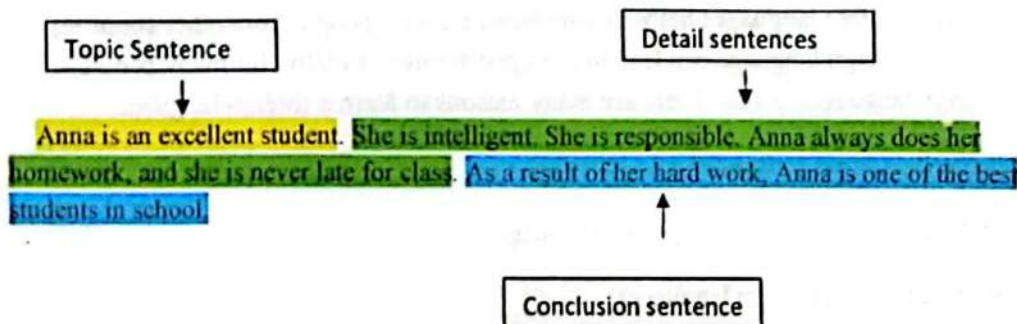 Topic Sentence
Detail sentences
Anna is an excellent student. She is intelligent. She is responsible. Anna always does her
homework, and she is never late for class. As a result of her hard work, Anna is one of the best
students in school.
Conclusion sentence